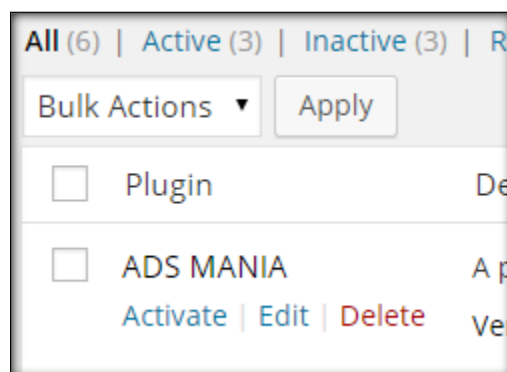 All (6) | Active (3) | Inactive (3) |
Bulk Actions Apply
Plugin
ADS MANIA A
Activate | Edit | Delete